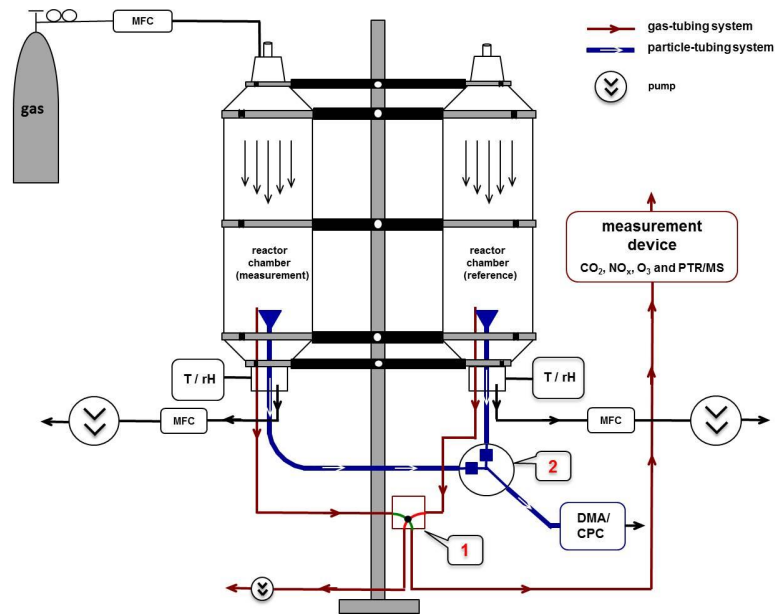 MFC
gas
gas-tubing system
particle-tubing system
pump
reactor
chamber
(measurement)
reactor
chamber
(reference)
measurement
device
CO₂, NOₓ, O₃ and PTR/MS
T / rH
T / rH
MFC
MFC
2
1
DMA/
CPC